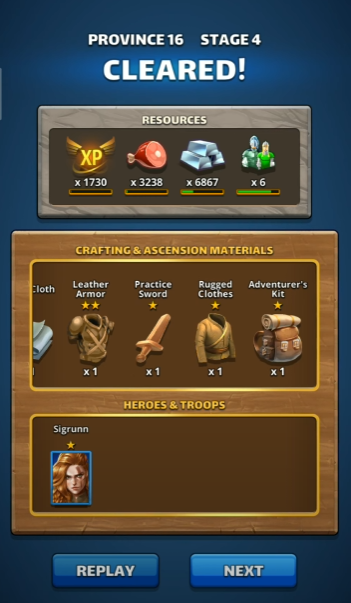 PROVINCE 16 STAGE 4
CLEARED!
RESOURCES
XP
x 1730 x 3238 x 6867 x 6
CRAFTING & ASCENSION MATERIALS
Cloth Leather Armor Practice Sword Rugged Clothes Adventurer's Kit
x 1 x 1 x 1 x 1
HEROES & TROOPS
Sigrunn
REPLAY NEXT